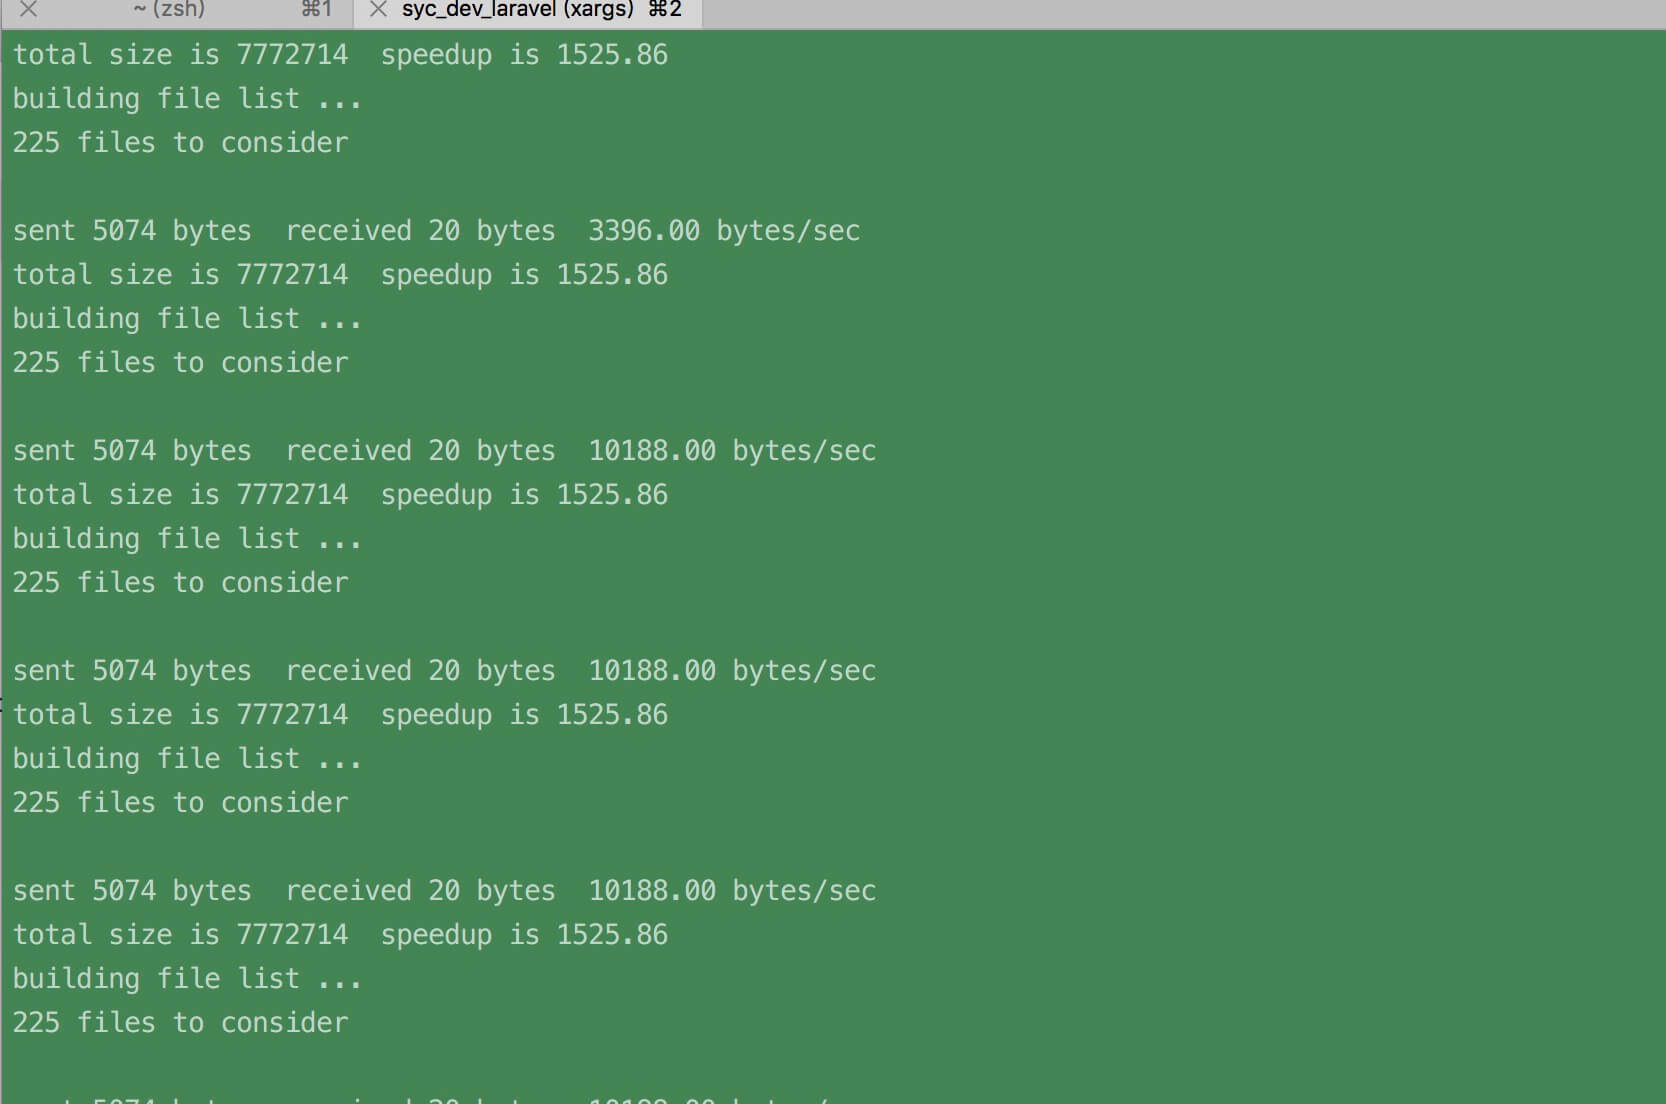 ~ (zsh) ⌘1 syc_dev_laravel (xargs) ⌘2
total size is 7772714  speedup is 1525.86
building file list ...
225 files to consider
sent 5074 bytes  received 20 bytes  3396.00 bytes/sec
total size is 7772714  speedup is 1525.86
building file list ...
225 files to consider
sent 5074 bytes  received 20 bytes  10188.00 bytes/sec
total size is 7772714  speedup is 1525.86
building file list ...
225 files to consider
sent 5074 bytes  received 20 bytes  10188.00 bytes/sec
total size is 7772714  speedup is 1525.86
building file list ...
225 files to consider
sent 5074 bytes  received 20 bytes  10188.00 bytes/sec
total size is 7772714  speedup is 1525.86
building file list ...
225 files to consider